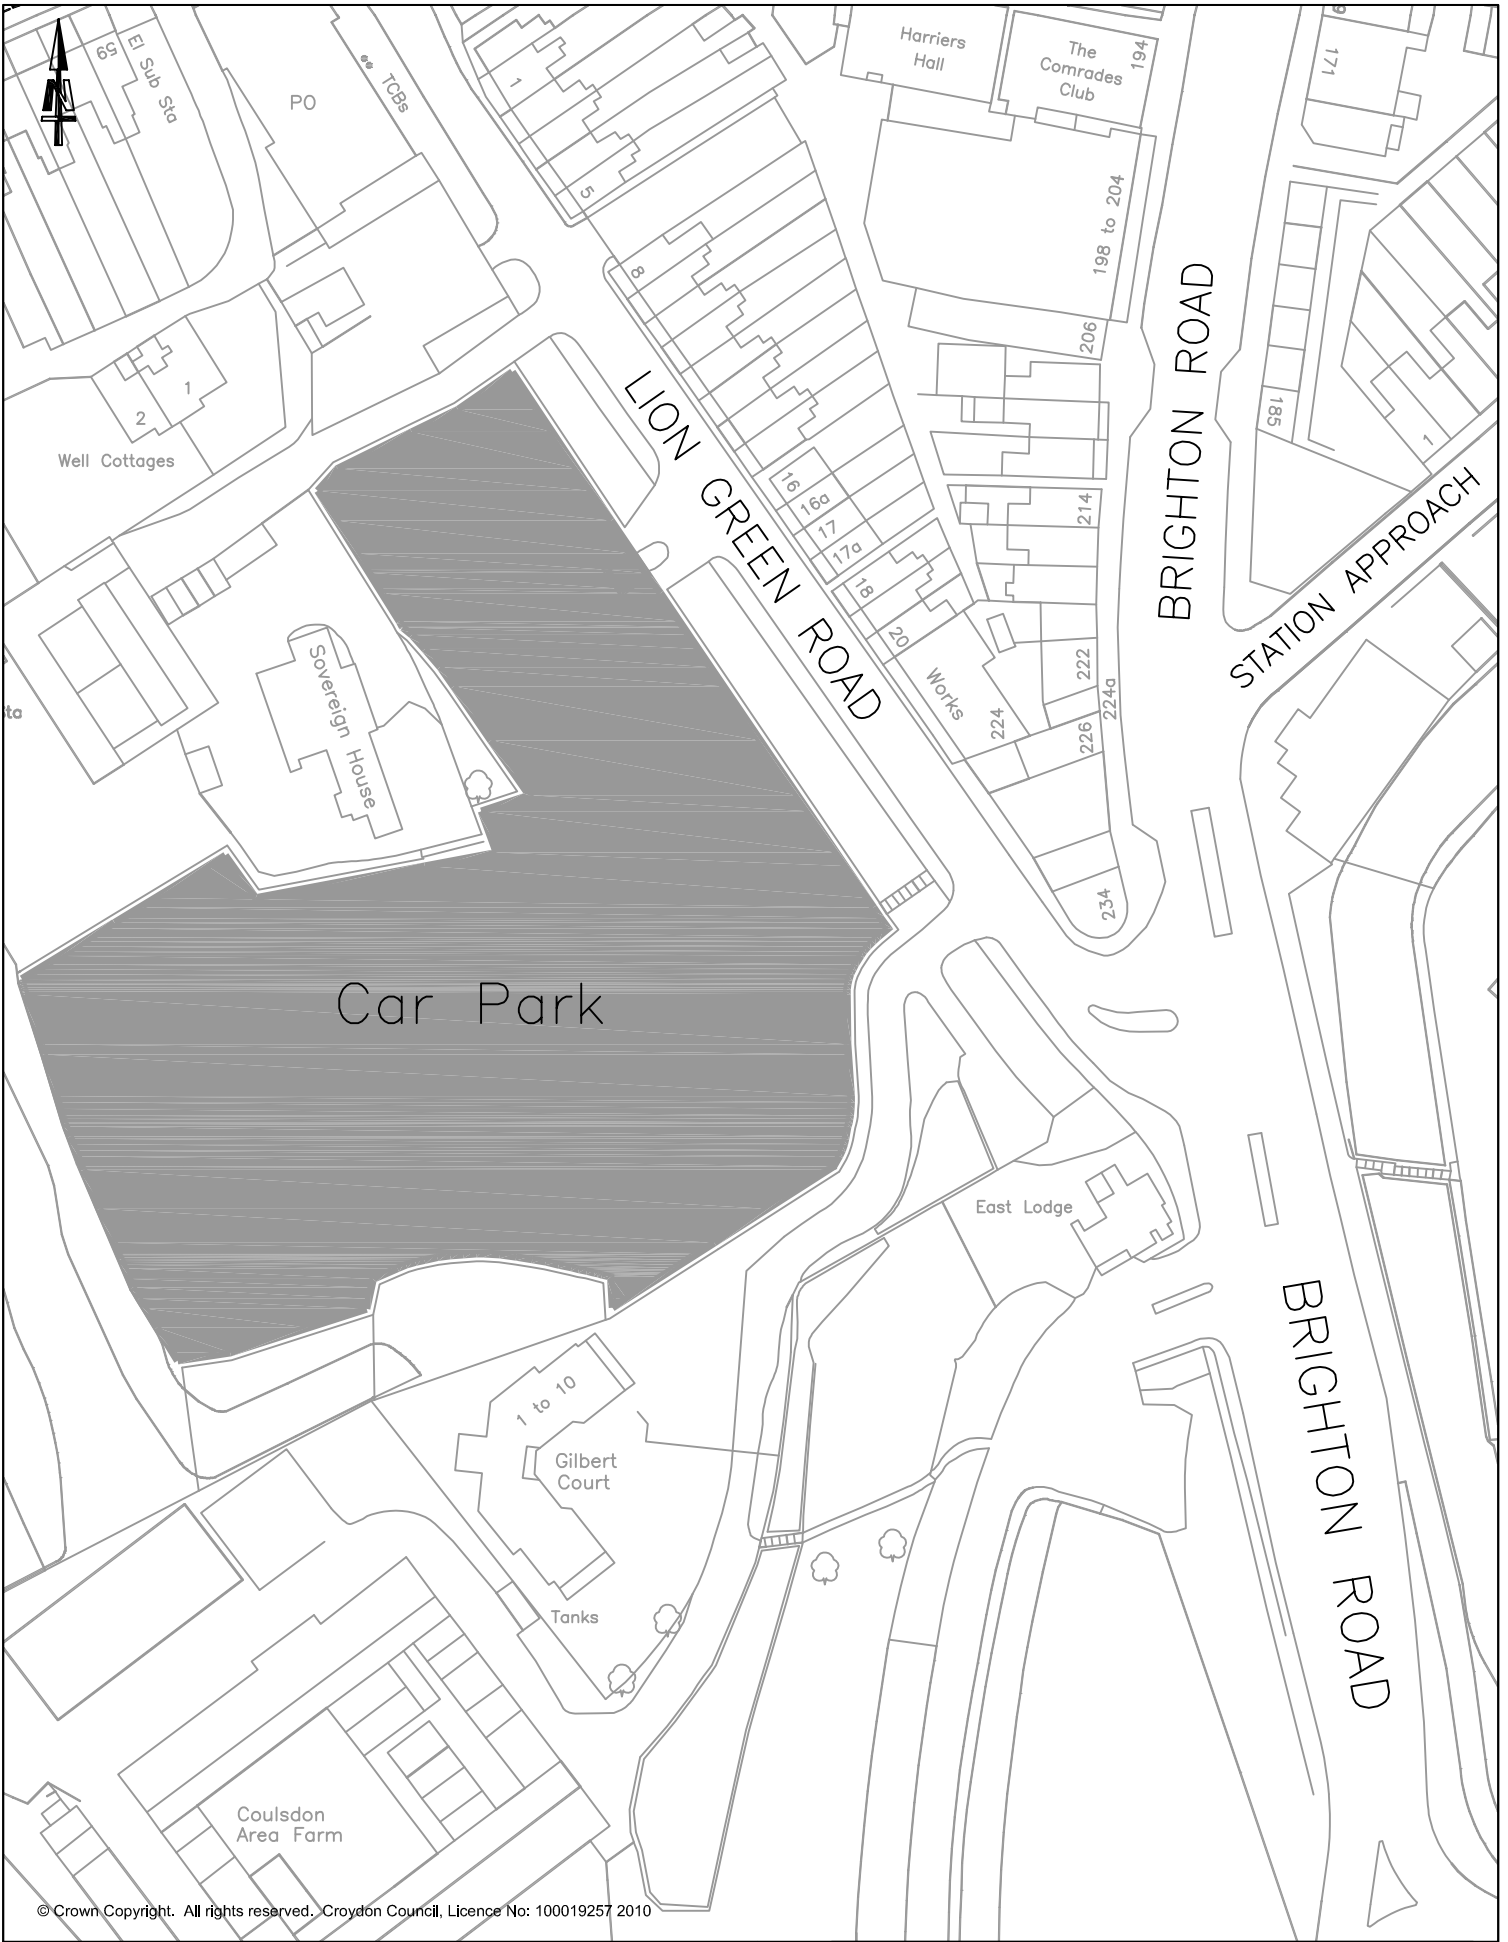 N
59
El Sub Sta
PO
TCBs
1
5
Harriers
Hall
The
Comrades
Club
194
171
198 to 204
206
8
LION GREEN ROAD
BRIGHTON ROAD
185
1
STATION APPROACH
2
1
Well Cottages
16
16a
17
17a
18
20
Works
214
222
224
224a
226
234
Sovereign House
sta
Car Park
East Lodge
BRIGHTON ROAD
1 to 10
Gilbert
Court
Tanks
Coulsdon
Area Farm
© Crown Copyright. All rights reserved. Croydon Council, Licence No: 100019257 2010